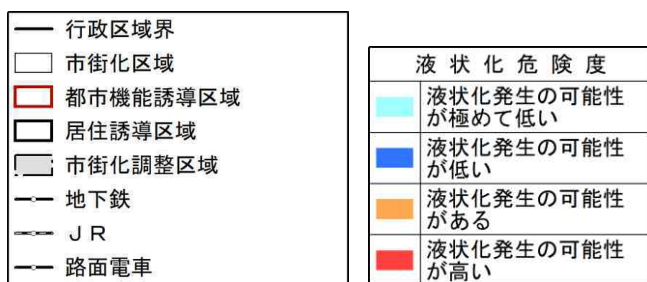 行政区域界
市街化区域
都市機能誘導区域
居住誘導区域
市街化調整区域
地下鉄
ＪＲ
路面電車
液状化危険度
液状化発生の可能性
が極めて低い
液状化発生の可能性
が低い
液状化発生の可能性
がある
液状化発生の可能性
が高い